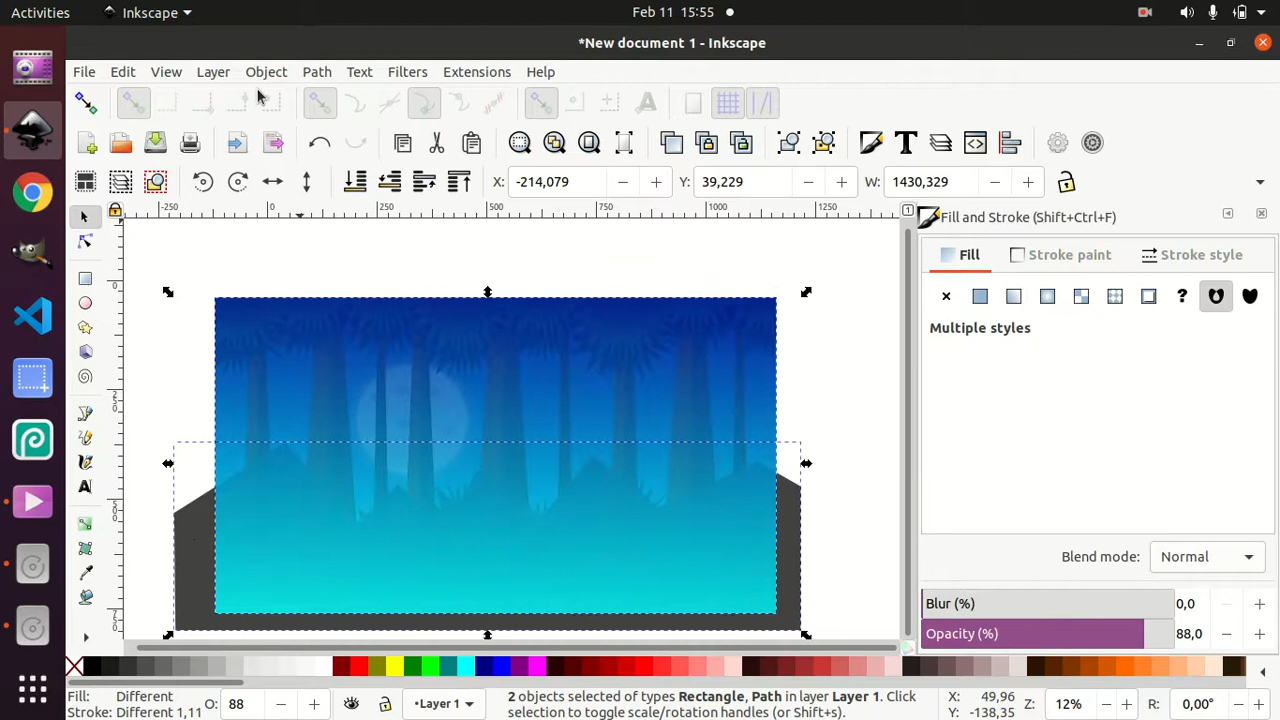 Activities
Inkscape
Feb 11 15:55
*New document 1 - Inkscape
File Edit View Layer Object Path Text Filters Extensions Help
X: -214,079 Y: 39,229 W: 1430,329
-250 0 250 500 750 1000 1250
Fill and Stroke (Shift+Ctrl+F)
Fill Stroke paint Stroke style
Multiple styles
Blend mode: Normal
Blur (%) 0,0
Opacity (%) 88,0
Fill: Different
Stroke: Different 1,11
O: 88
Layer 1
2 objects selected of types Rectangle, Path in layer Layer 1. Click
selection to toggle scale/rotation handles (or Shift+s).
X: 49,96
Y: -138,35
Z: 12%
R: 0,00°